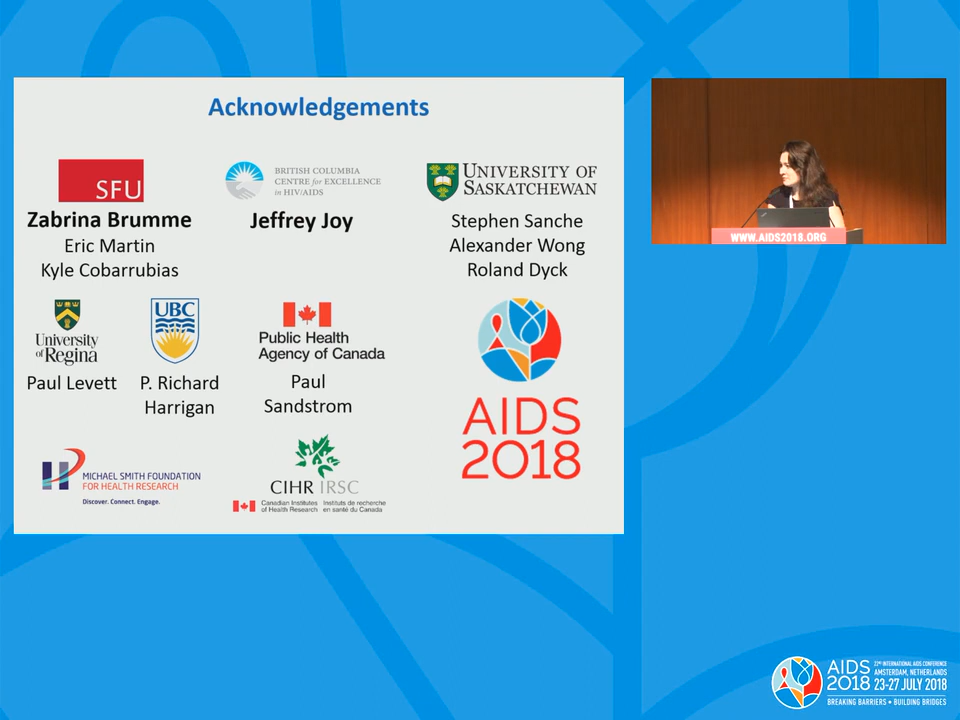 Acknowledgements
SFU
Zabrina Brumme
Eric Martin
Kyle Cobarrubias
BRITISH COLUMBIA
CENTRE for EXCELLENCE
in HIV/AIDS
Jeffrey Joy
UNIVERSITY OF
SASKATCHEWAN
Stephen Sanche
Alexander Wong
Roland Dyck
WWW.AIDS2018.ORG
University
of Regina
Paul Levett
UBC
P. Richard
Harrigan
Public Health
Agency of Canada
Paul
Sandstrom
AIDS
2018
MICHAEL SMITH FOUNDATION
FOR HEALTH RESEARCH
Discover. Connect. Engage.
CIHR IRSC
Canadian Institutes
of Health Research
Instituts de recherche
en santé du Canada
AIDS
2018
22ND INTERNATIONAL AIDS CONFERENCE
AMSTERDAM, NETHERLANDS
23-27 JULY 2018
BREAKING BARRIERS • BUILDING BRIDGES